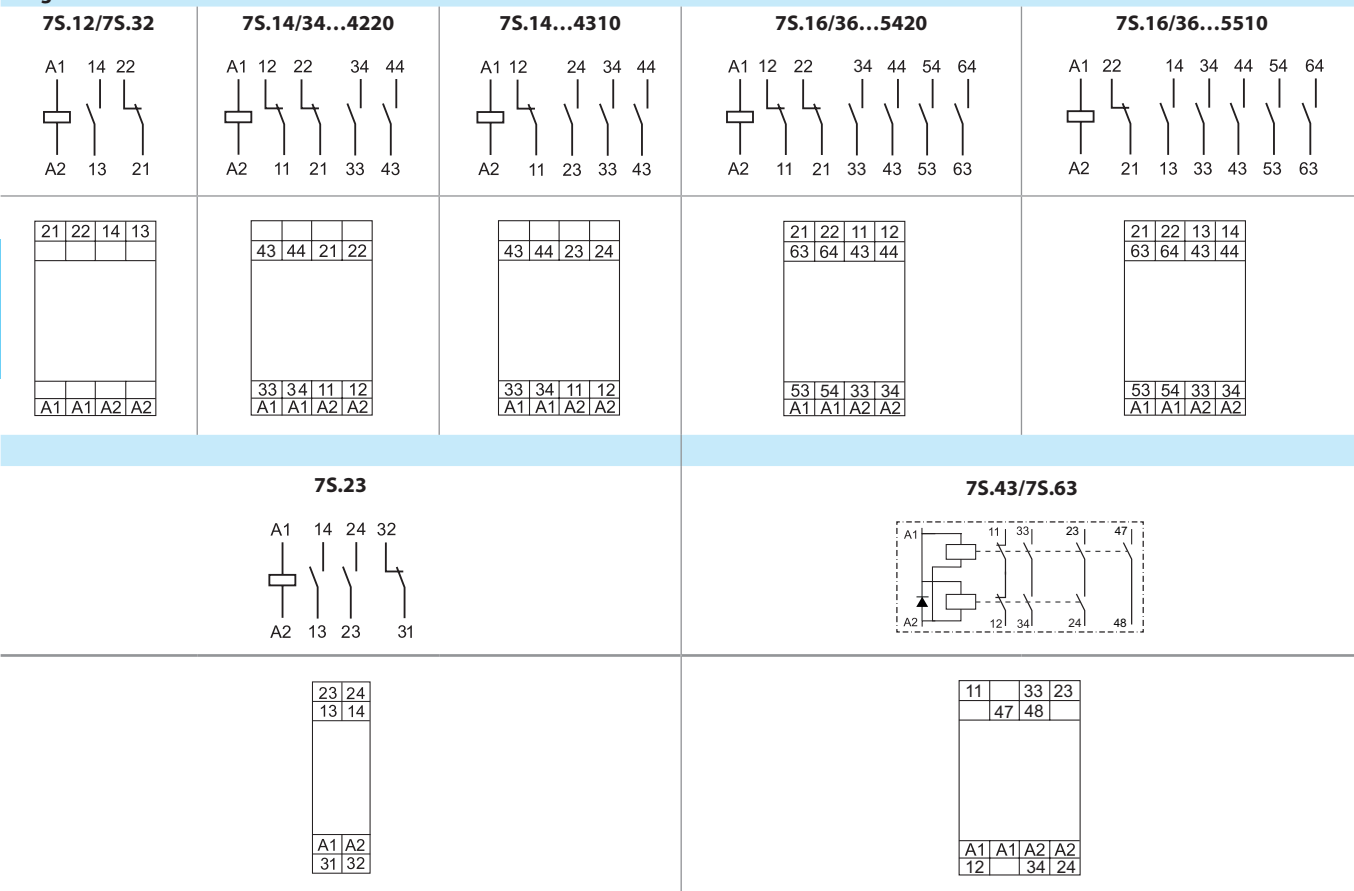 7S.12/7S.32
7S.14/34…4220
7S.14…4310
7S.16/36…5420
7S.16/36…5510
A1 14 22
A2 13 21
A1 12 22 34 44
A2 11 21 33 43
A1 12 24 34 44
A2 11 23 33 43
A1 12 22 34 44 54 64
A2 11 21 33 43 53 63
A1 22 14 34 44 54 64
A2 21 13 33 43 53 63
21 22 14 13
A1 A1 A2 A2
43 44 21 22
33 34 11 12
A1 A1 A2 A2
43 44 23 24
33 34 11 12
A1 A1 A2 A2
21 22 11 12
63 64 43 44
53 54 33 34
A1 A1 A2 A2
21 22 13 14
63 64 43 44
53 54 33 34
A1 A1 A2 A2
7S.23
A1 14 24 32
A2 13 23 31
7S.43/7S.63
A1 11 33 23 47
A2 12 34 24 48
23 24
13 14
A1 A2
31 32
11 33 23
47 48
A1 A1 A2 A2
12 34 24